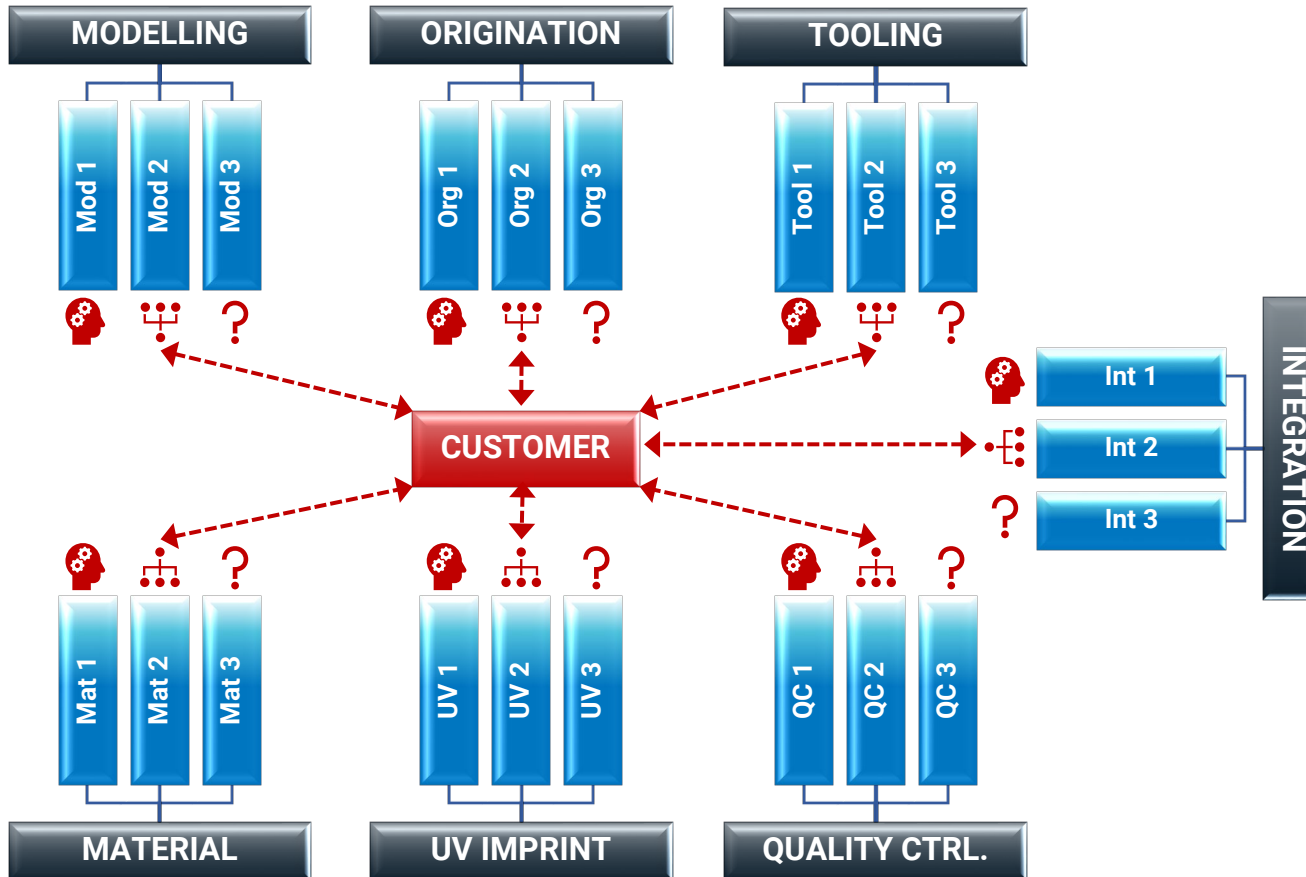 MODELLING
ORIGINATION
TOOLING
Mod 1
Mod 2
Mod 3
Org 1
Org 2
Org 3
Tool 1
Tool 2
Tool 3
CUSTOMER
Int 1
Int 2
Int 3
INTEGRATION
Mat 1
Mat 2
Mat 3
UV 1
UV 2
UV 3
QC 1
QC 2
QC 3
MATERIAL
UV IMPRINT
QUALITY CTRL.